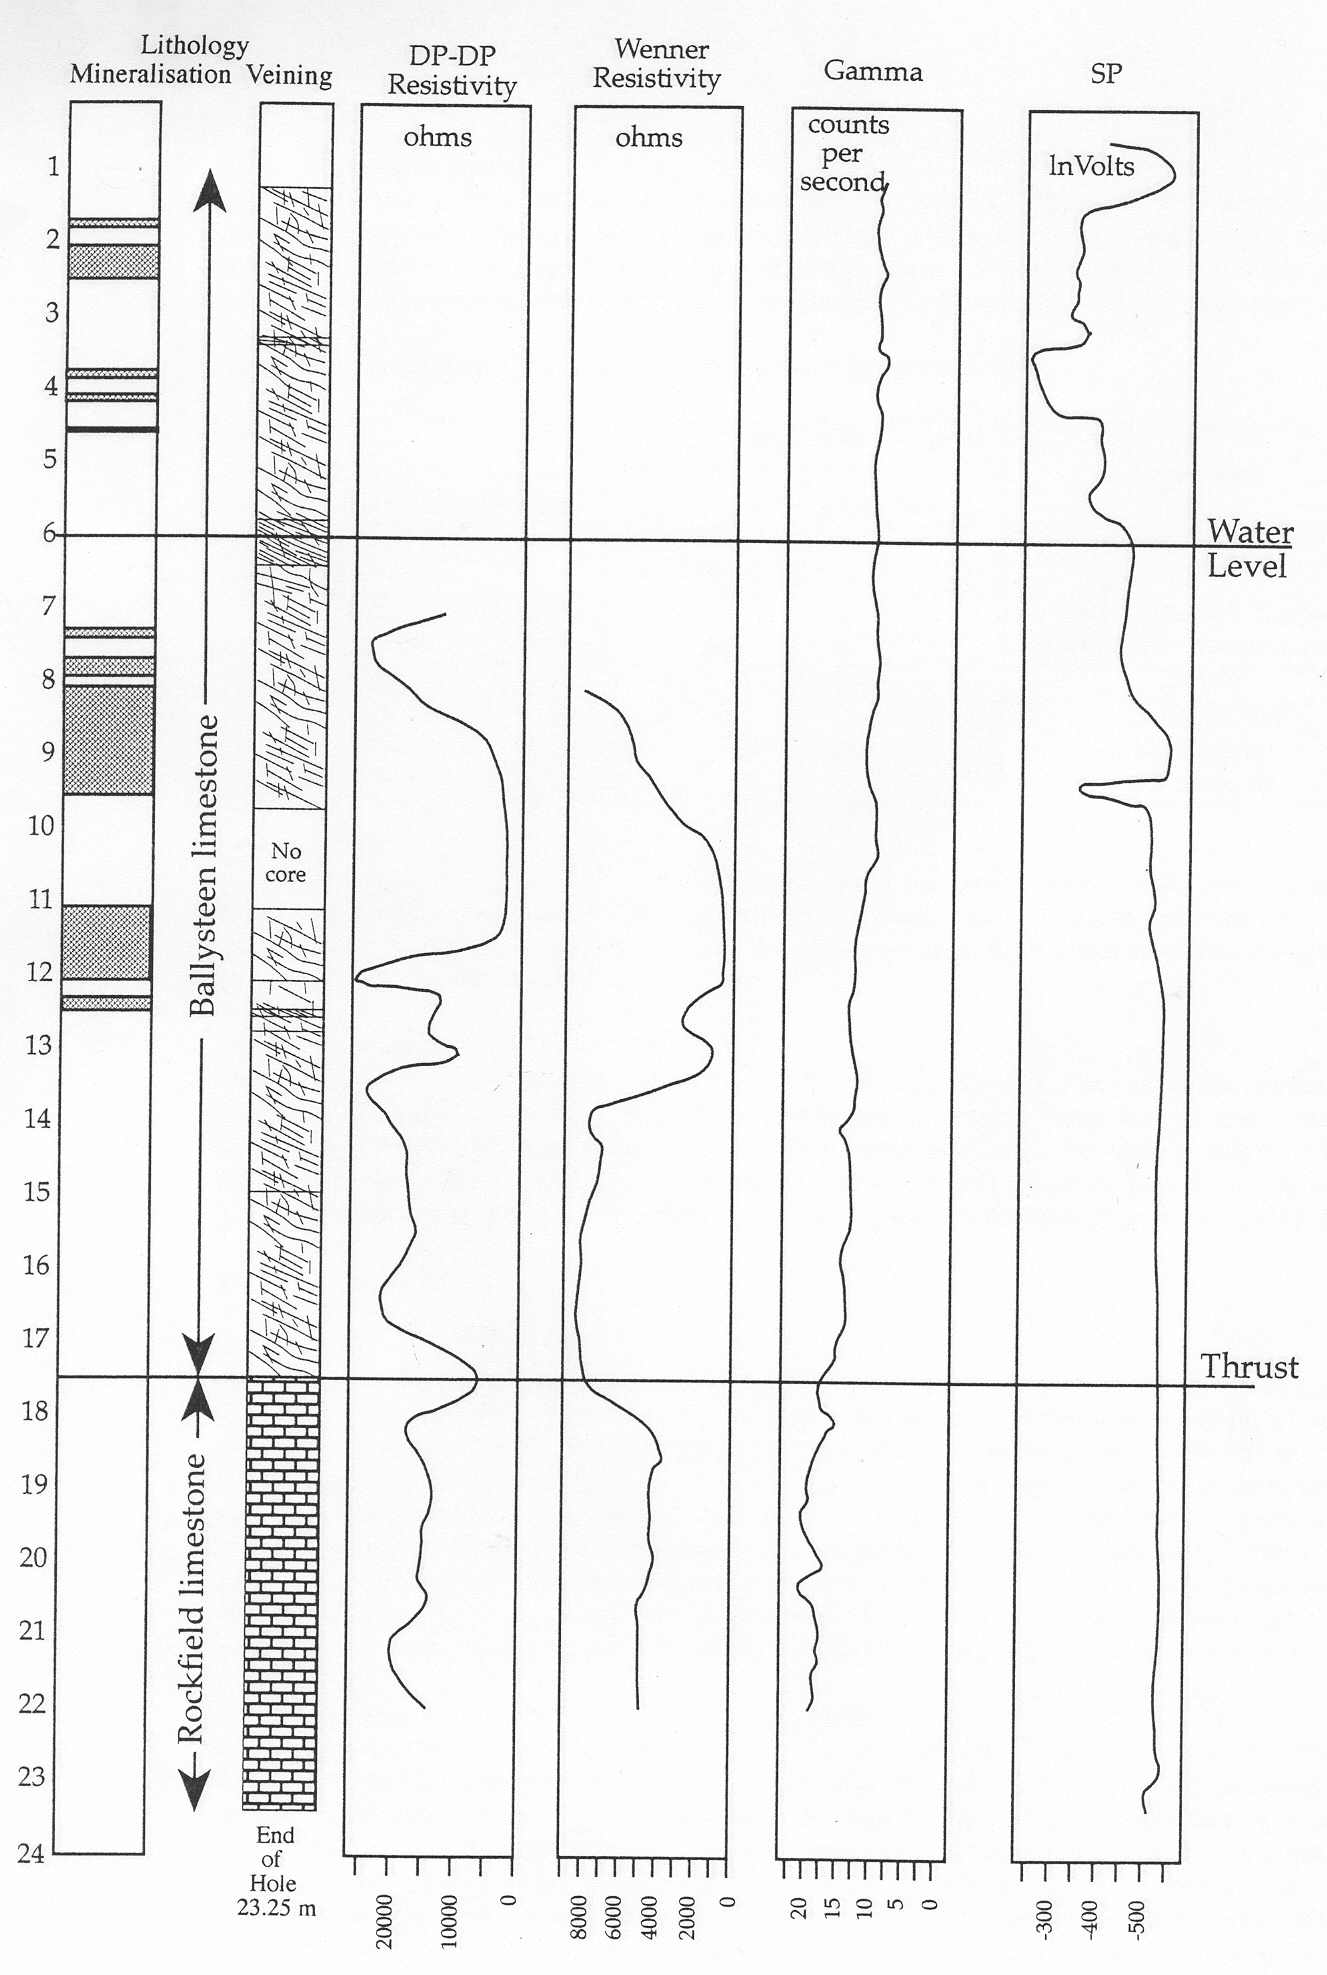 Lithology
Mineralisation Veining
DP-DP
Resistivity
Wenner
Resistivity
Gamma
SP
ohms
ohms
counts
per
second
InVolts
1
2
3
4
5
6
7
8
9
10
11
12
13
14
15
16
17
18
19
20
21
22
23
24
Ballysteen limestone
Rockfield limestone
No
core
Water
Level
Thrust
End
of
Hole
23.25 m
20000
10000
0
8000
6000
4000
2000
0
20
15
10
5
0
-300
-400
-500